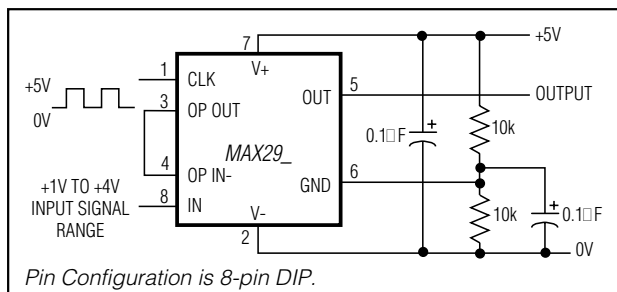 7
+5V
V+
1
CLK
+5V
0V
3
OP OUT
OUT
5
OUTPUT
10k
0.1□F
+
MAX29_
4
OP IN-
GND
6
+1V TO +4V
INPUT SIGNAL
RANGE
8
IN
V-
2
10k
+
0.1□F
0V
Pin Configuration is 8-pin DIP.